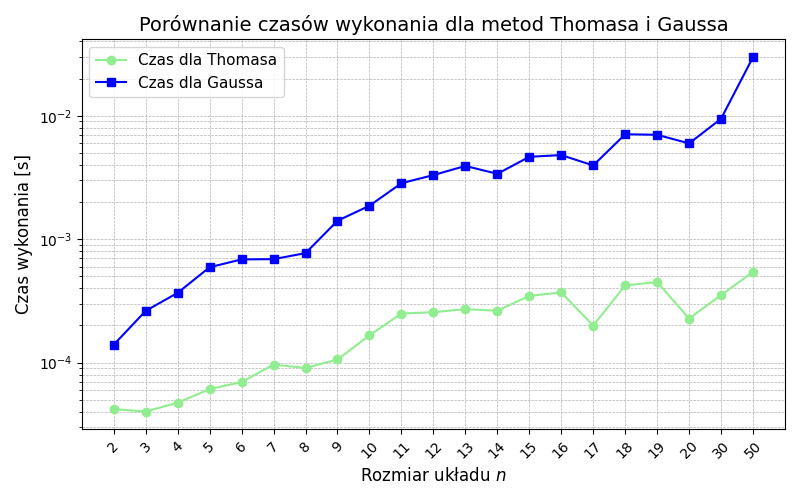 Porównanie czasów wykonania dla metod Thomasa i Gaussa
Czas dla Thomasa
Czas dla Gaussa
Czas wykonania [s]
10⁻²
10⁻³
10⁻⁴
2 3 4 5 6 7 8 9 10 11 12 13 14 15 16 17 18 19 20 30 50
Rozmiar układu n